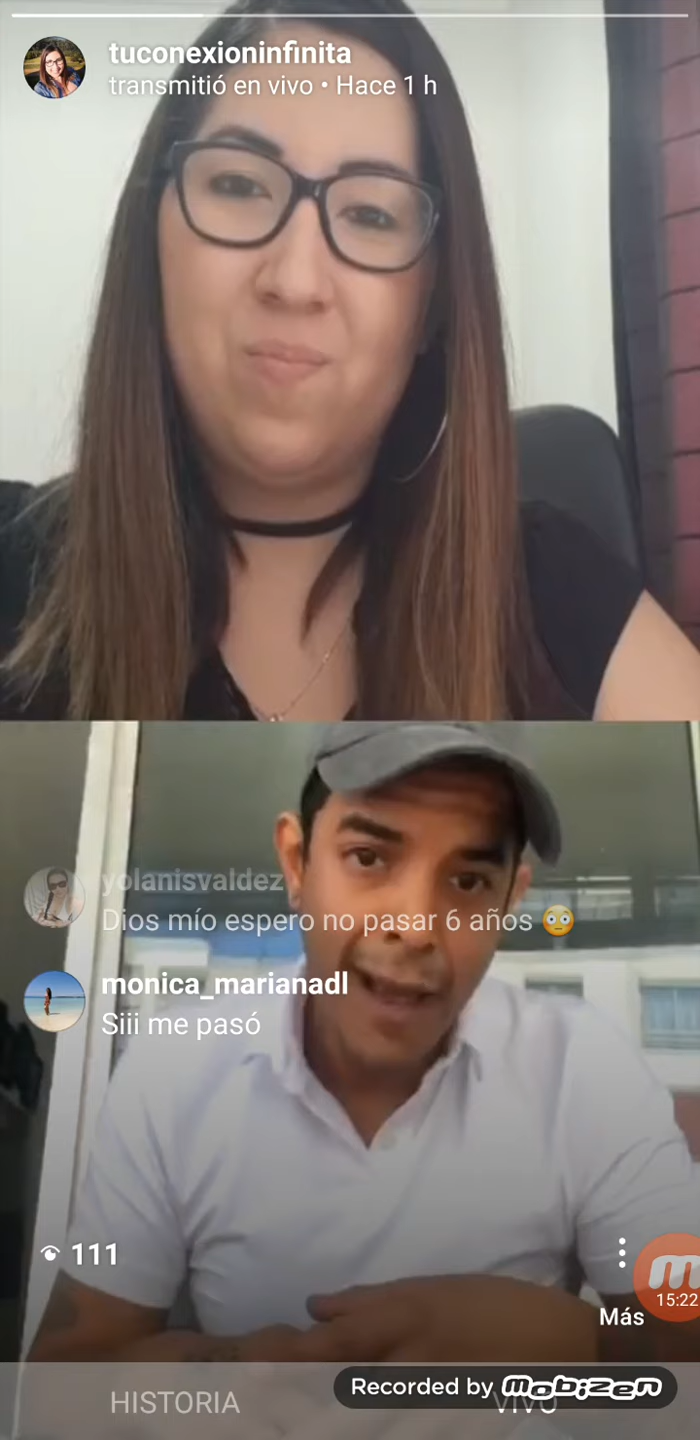 tuconexioninfinita
transmitió en vivo • Hace 1 h
yolanisvaldez
Dios mío espero no pasar 6 años 😳
monica_marianadl
Siii me pasó
111
m
15:22
Más
Recorded by mobizen
HISTORIA
VIVO